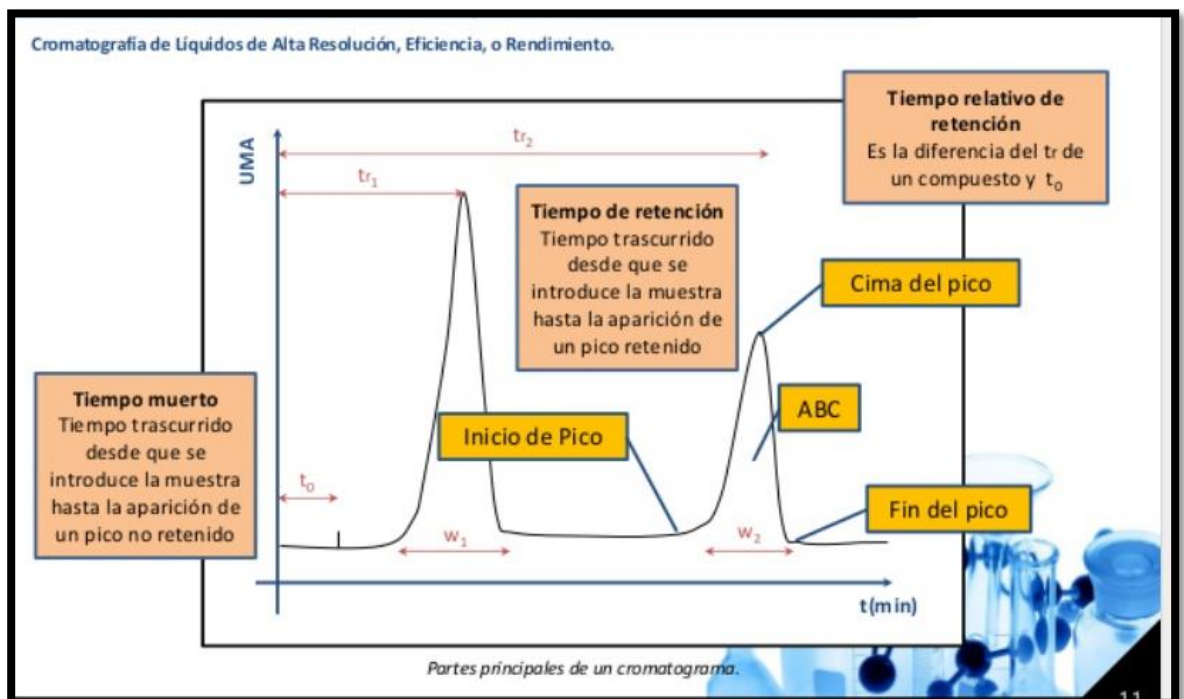 Cromatografía de Líquidos de Alta Resolución, Eficiencia, o Rendimiento.
Tiempo relativo de
retención
Es la diferencia del tr de
un compuesto y t₀
UMA
tr₂
tr₁
Tiempo de retención
Tiempo trascurrido
desde que se
introduce la muestra
hasta la aparición de
un pico retenido
Cima del pico
Tiempo muerto
Tiempo trascurrido
desde que se
introduce la muestra
hasta la aparición de
un pico no retenido
ABC
Inicio de Pico
t₀
Fin del pico
w₁
w₂
t(min)
Partes principales de un cromatograma.
11